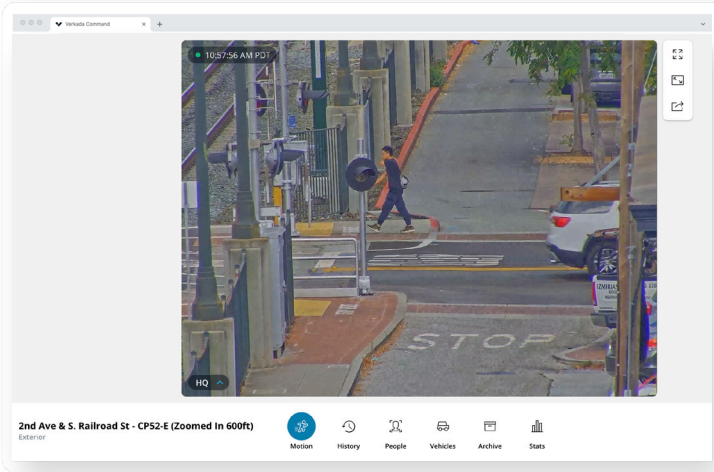 Verkada Command
10:57:56 AM PDT
STOP
HQ
2nd Ave & S. Railroad St - CP52-E (Zoomed In 600ft)
Exterior
Motion
History
People
Vehicles
Archive
Stats